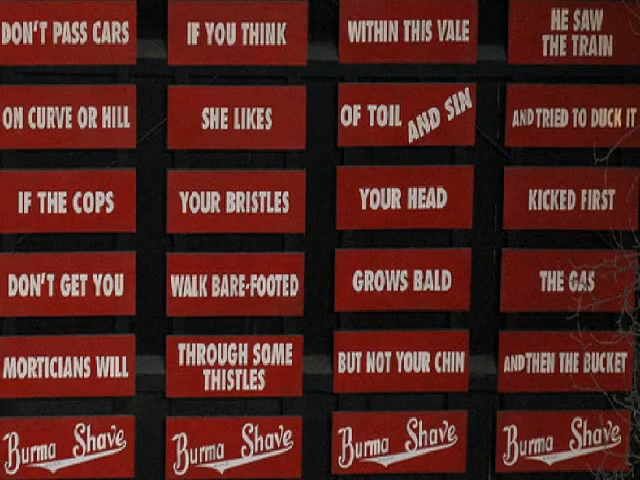 DON'T PASS CARS
ON CURVE OR HILL
IF THE COPS
DON'T GET YOU
MORTICIANS WILL
Burma Shave
IF YOU THINK
SHE LIKES
YOUR BRISTLES
WALK BARE-FOOTED
THROUGH SOME
THISTLES
Burma Shave
WITHIN THIS VALE
OF TOIL AND SIN
YOUR HEAD
GROWS BALD
BUT NOT YOUR CHIN
Burma Shave
HE SAW
THE TRAIN
AND TRIED TO DUCK IT
KICKED FIRST
THE GAS
AND THEN THE BUCKET
Burma Shave